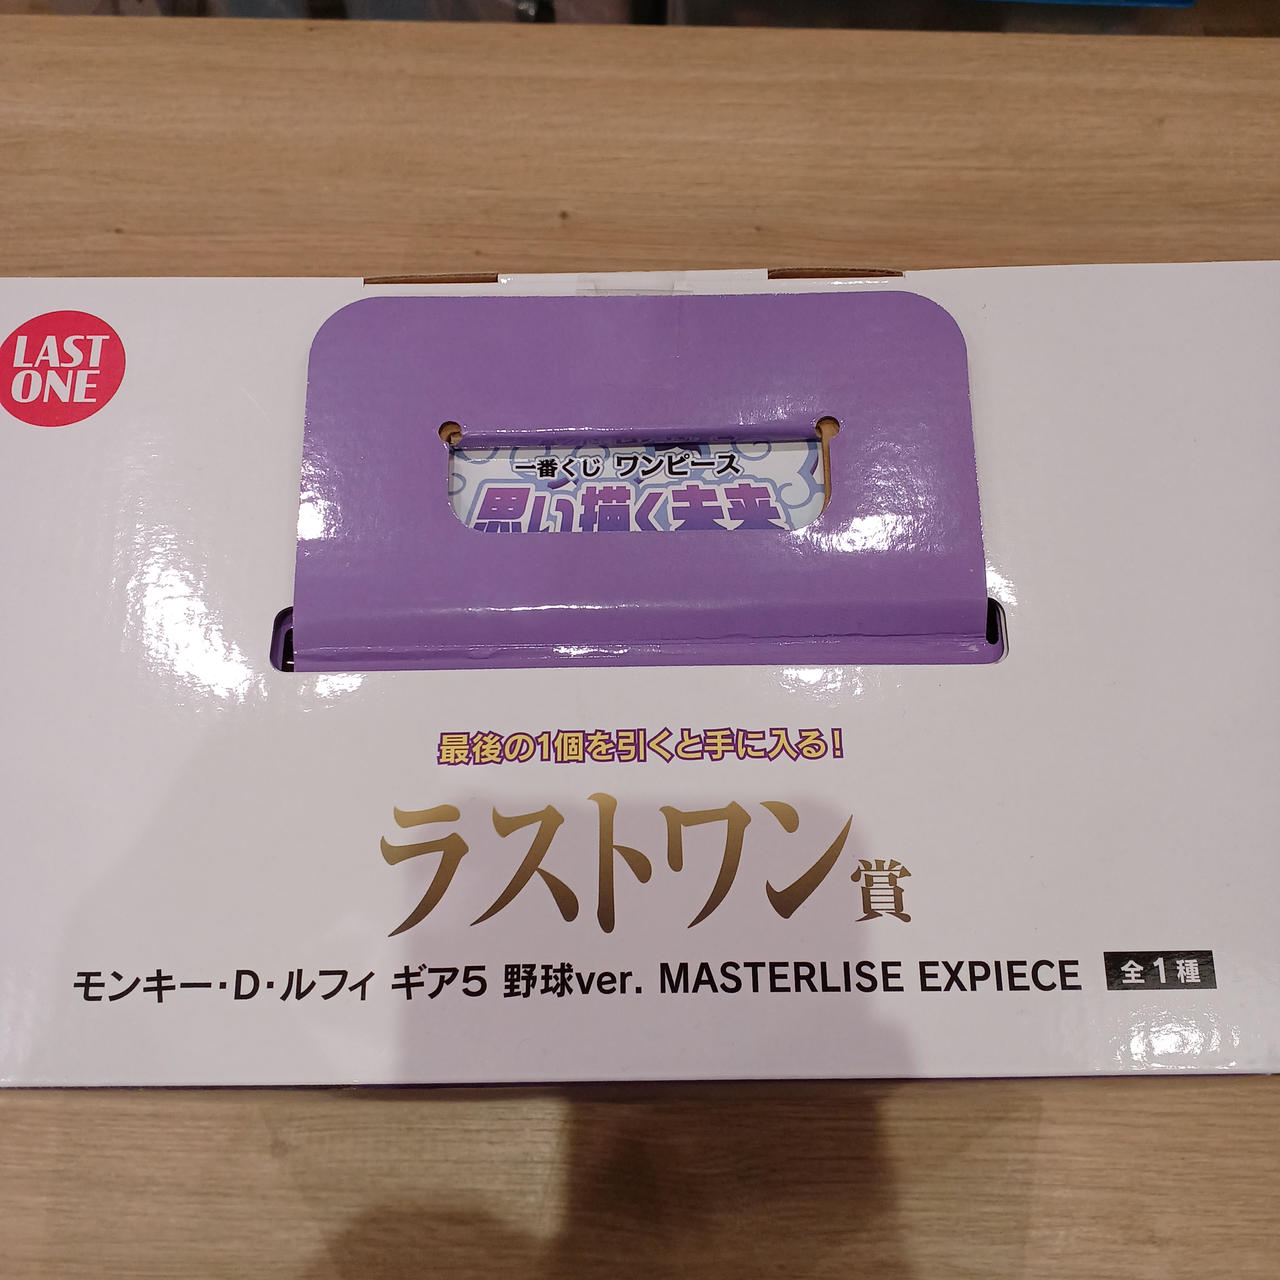 LAST
ONE
一番くじ ワンピース
思い描く未来
最後の1個を引くと手に入る!
ラストワン賞
モンキー・D・ルフィ ギア5 野球ver. MASTERLISE EXPIECE 全1種